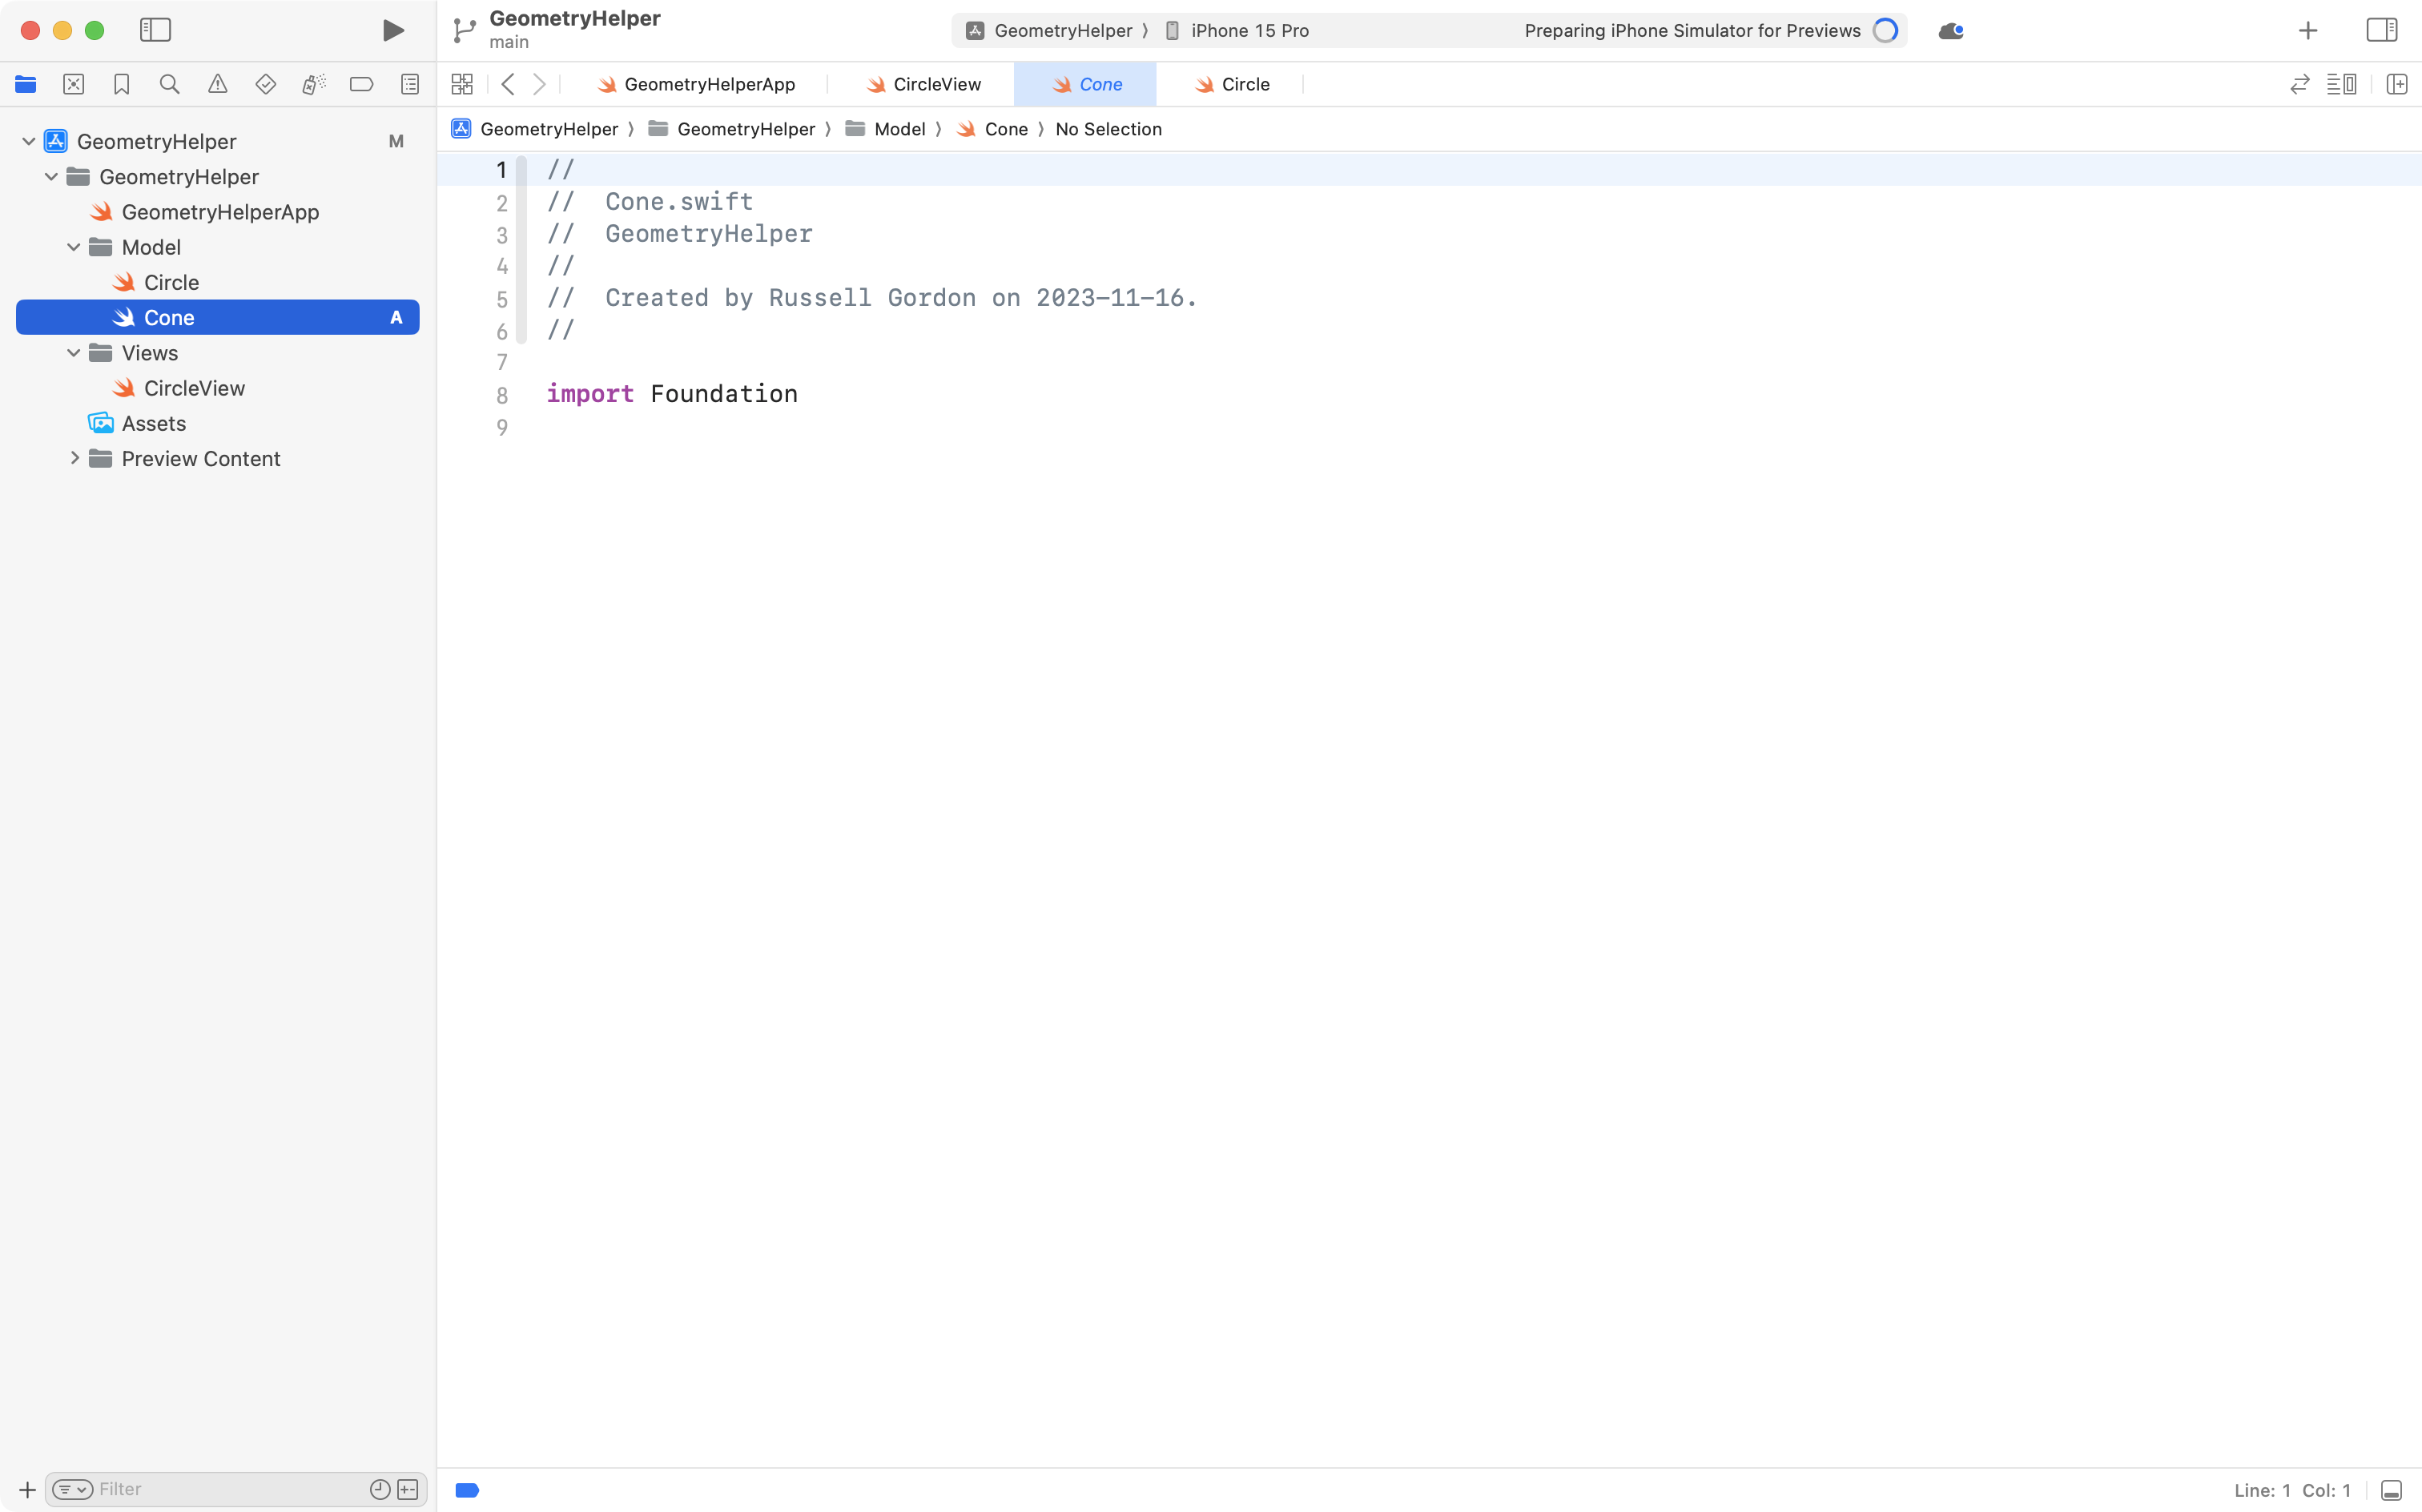 GeometryHelper
main
GeometryHelper 〉 iPhone 15 Pro
Preparing iPhone Simulator for Previews
GeometryHelperApp
CircleView
Cone
Circle
GeometryHelper 〉 GeometryHelper 〉 Model 〉 Cone 〉 No Selection
GeometryHelper M
GeometryHelper
GeometryHelperApp
Model
Circle
Cone A
Views
CircleView
Assets
Preview Content
1 //
2 //  Cone.swift
3 //  GeometryHelper
4 //
5 //  Created by Russell Gordon on 2023-11-16.
6 //
7
8 import Foundation
9
Filter
Line: 1 Col: 1